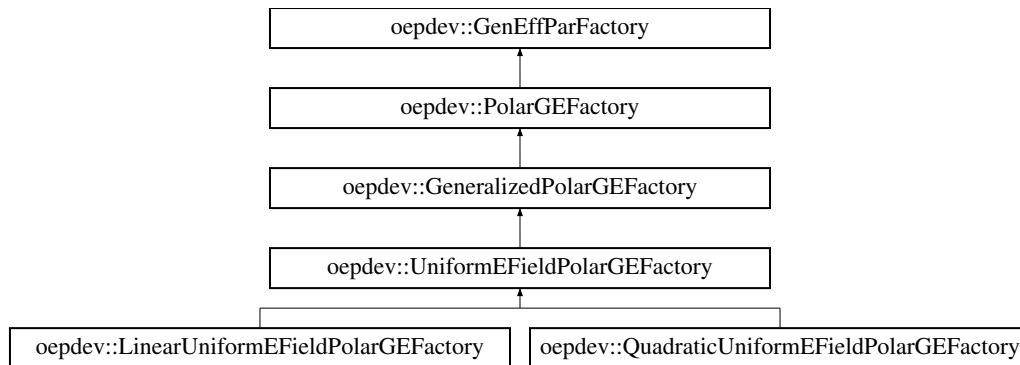 oepdev::GenEffParFactory
oepdev::PolarGEFactory
oepdev::GeneralizedPolarGEFactory
oepdev::UniformEFieldPolarGEFactory
oepdev::LinearUniformEFieldPolarGEFactory
oepdev::QuadraticUniformEFieldPolarGEFactory